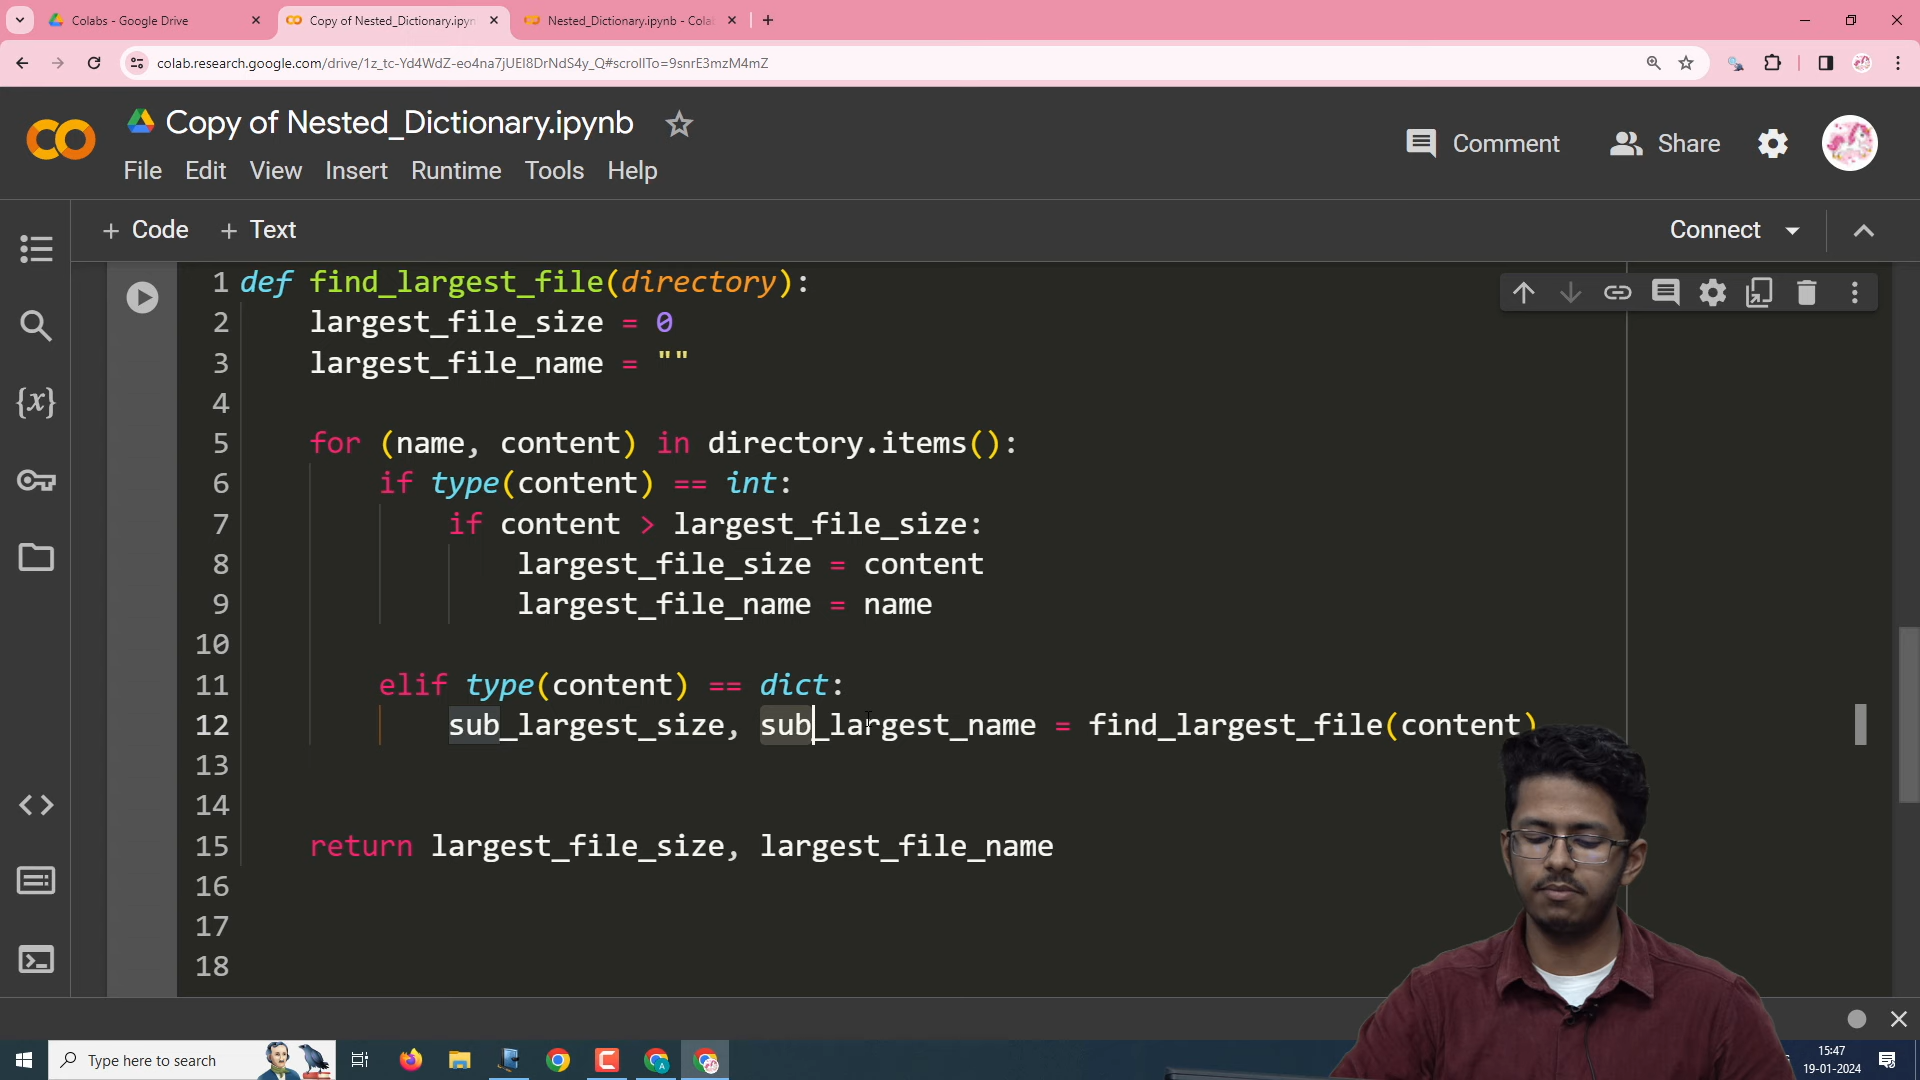 Colabs - Google Drive
Copy of Nested_Dictionary.ipyn
Nested_Dictionary.ipynb - Cola
colab.research.google.com/drive/1z_tc-Yd4WdZ-eo4na7jUEI8DrNdS4y_Q#scrollTo=9snrE3mzM4mZ
Copy of Nested_Dictionary.ipynb
Comment
Share
File Edit View Insert Runtime Tools Help
+ Code + Text
Connect
1 def find_largest_file(directory):
2 largest_file_size = 0
3 largest_file_name = ""
4
5 for (name, content) in directory.items():
6 if type(content) == int:
7 if content > largest_file_size:
8 largest_file_size = content
9 largest_file_name = name
10
11 elif type(content) == dict:
12 sub_largest_size, sub_largest_name = find_largest_file(content)
13
14
15 return largest_file_size, largest_file_name
16
17
18
Type here to search
15:47
19-01-2024